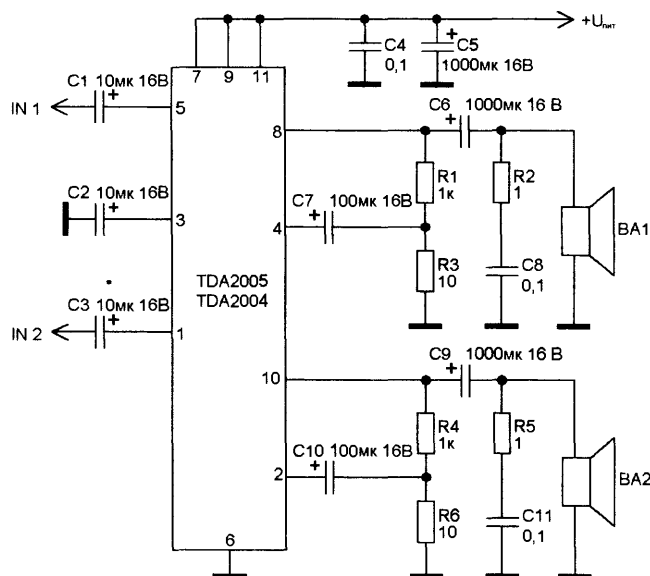 +Uпит
C4
0,1
C5
+
1000мк 16В
7
9
11
C1 10мк 16В
+
IN 1
5
8
C6 1000мк 16 В
+
R1
1к
R2
1
C2 10мк 16В
+
3
C7
100мк 16В
+
4
BA1
R3
10
C8
0,1
TDA2005
TDA2004
C3 10мк 16В
+
IN 2
1
C9 1000мк 16 В
+
10
R4
1к
R5
1
C10 100мк 16В
+
2
BA2
R6
10
C11
0,1
6